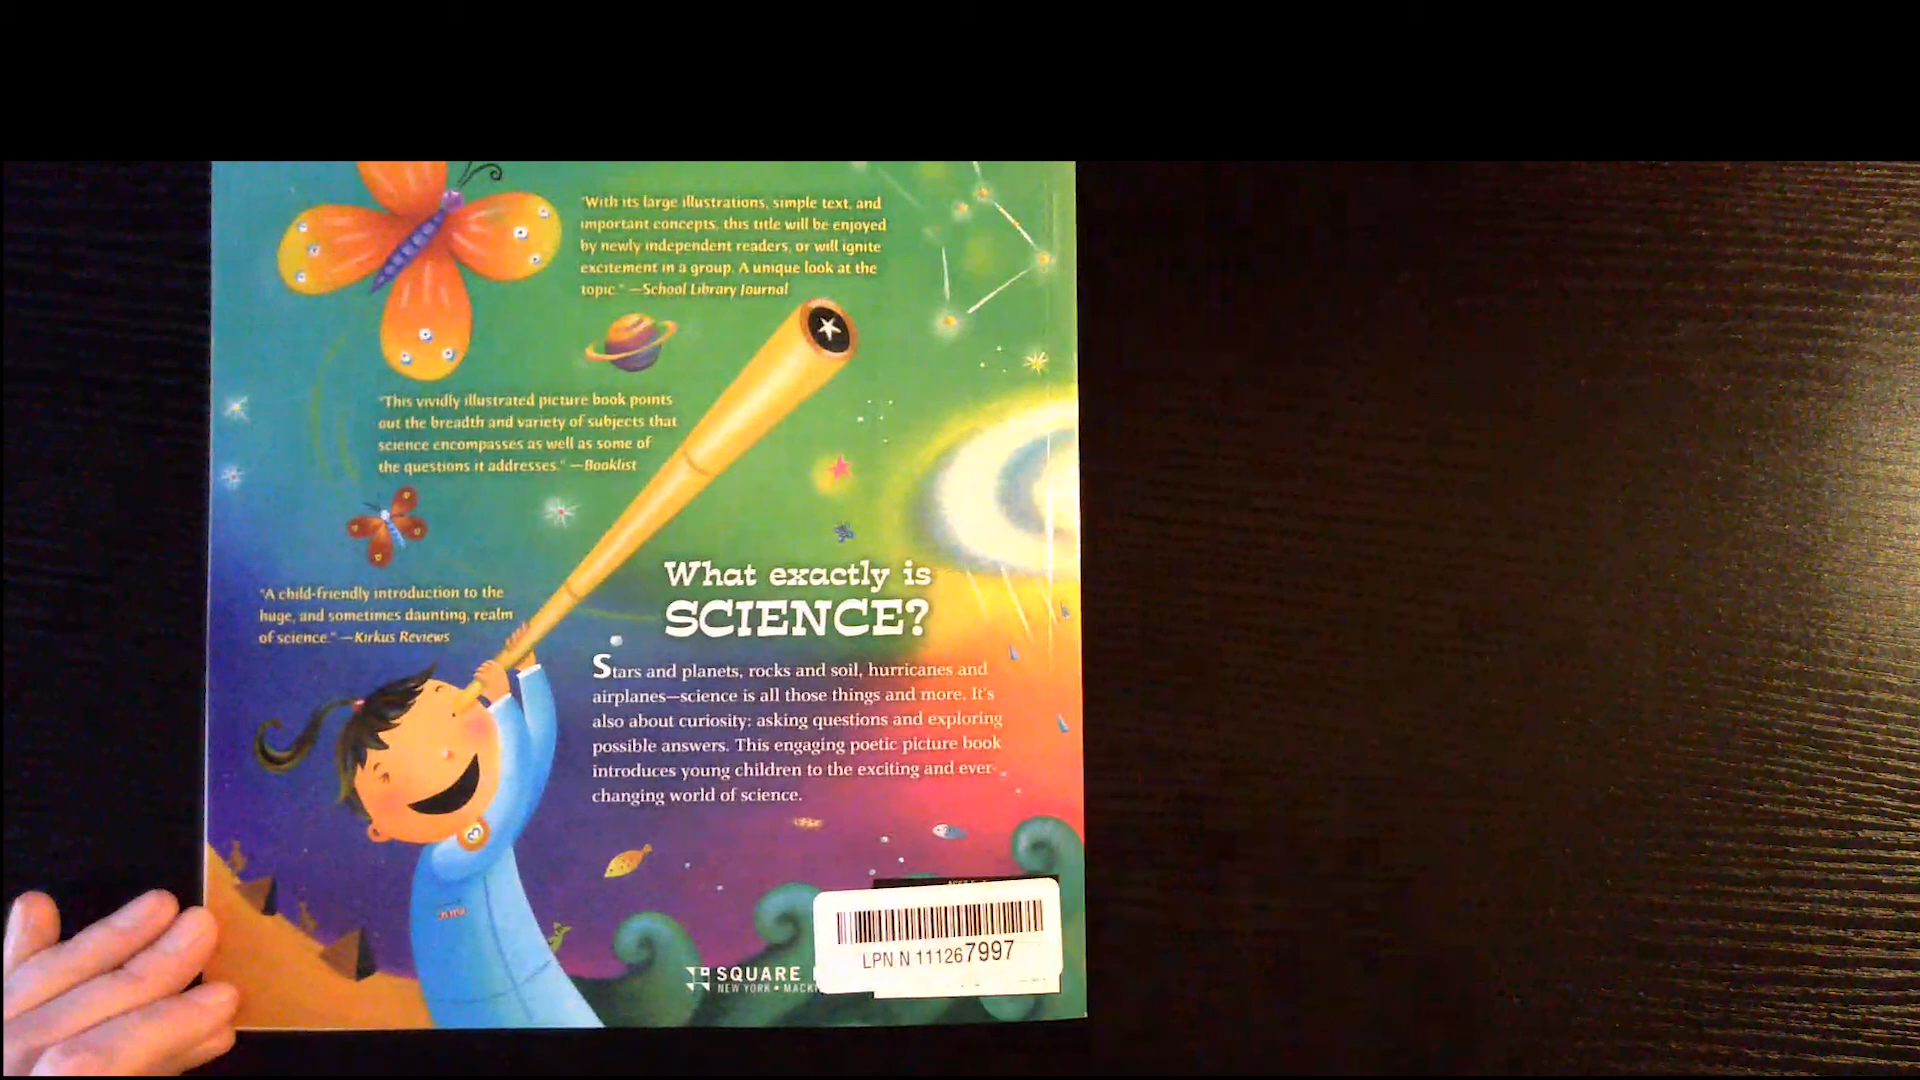 "With its large illustrations, simple text, and
important concepts, this title will be enjoyed
by newly independent readers, or will ignite
excitement in a group. A unique look at the
topic." —School Library Journal
"This vividly illustrated picture book points
out the breadth and variety of subjects that
science encompasses as well as some of
the questions it addresses." —Booklist
"A child-friendly introduction to the
huge, and sometimes daunting, realm
of science." —Kirkus Reviews
What exactly is
SCIENCE?
Stars and planets, rocks and soil, hurricanes and
airplanes—science is all those things and more. It's
also about curiosity: asking questions and exploring
possible answers. This engaging poetic picture book
introduces young children to the exciting and ever-
changing world of science.
LPN N 111267997
SQUARE
NEW YORK •